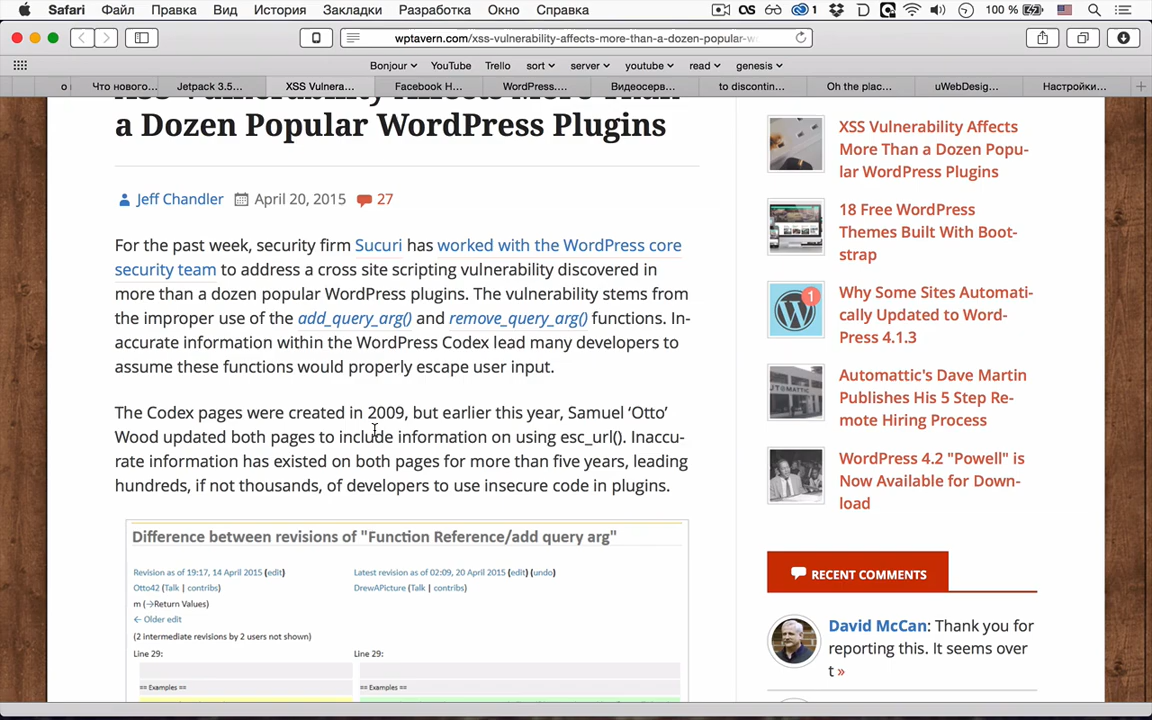 Safari Файл Правка Вид История Закладки Разработка Окно Справка 1 100 %
wptavern.com/xss-vulnerability-affects-more-than-a-dozen-popular-w
Bonjour YouTube Trello sort server youtube read genesis
Что нового... Jetpack 3.5... XSS Vulnera... Facebook H... WordPress.... Видеосерв... to discontin... Oh the plac... uWebDesig... Настройки...
XSS Vulnerability Affects More Than
a Dozen Popular WordPress Plugins
Jeff Chandler April 20, 2015 27
For the past week, security firm Sucuri has worked with the WordPress core
security team to address a cross site scripting vulnerability discovered in
more than a dozen popular WordPress plugins. The vulnerability stems from
the improper use of the add_query_arg() and remove_query_arg() functions. In-
accurate information within the WordPress Codex lead many developers to
assume these functions would properly escape user input.
The Codex pages were created in 2009, but earlier this year, Samuel ‘Otto’
Wood updated both pages to include information on using esc_url(). Inaccu-
rate information has existed on both pages for more than five years, leading
hundreds, if not thousands, of developers to use insecure code in plugins.
Difference between revisions of "Function Reference/add query arg"
Revision as of 19:17, 14 April 2015 (edit) Latest revision as of 02:09, 20 April 2015 (edit) (undo)
Otto42 (Talk | contribs) DrewAPicture (Talk | contribs)
m (→Return Values)
← Older edit
(2 intermediate revisions by 2 users not shown)
Line 29: Line 29:
== Examples == == Examples ==
XSS Vulnerability Affects
More Than a Dozen Popu-
lar WordPress Plugins
18 Free WordPress
Themes Built With Boot-
strap
1
Why Some Sites Automati-
cally Updated to Word-
Press 4.1.3
Automattic's Dave Martin
Publishes His 5 Step Re-
mote Hiring Process
WordPress 4.2 "Powell" is
Now Available for Down-
load
RECENT COMMENTS
David McCan: Thank you for
reporting this. It seems over
t »